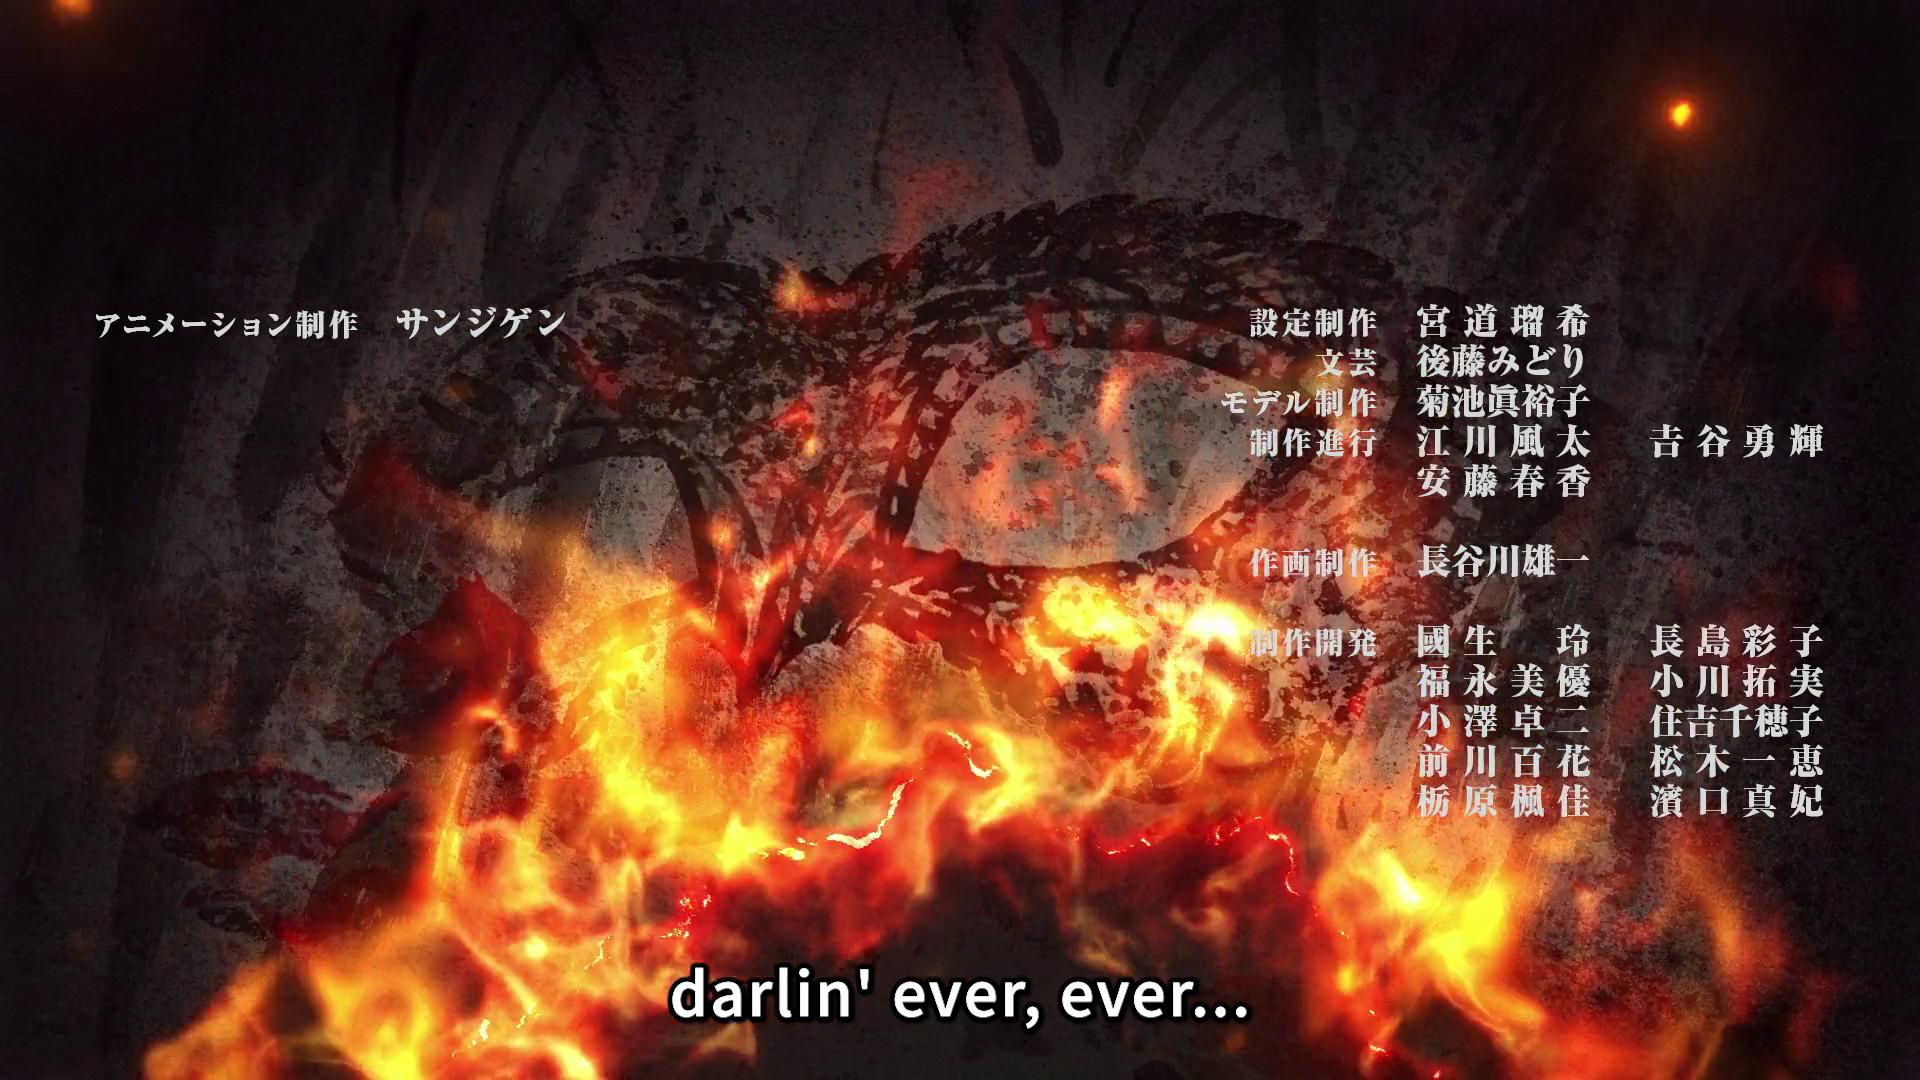 アニメーション制作 サンジゲン
設定制作 宮道瑠希
文芸 後藤みどり
モデル制作 菊池眞裕子
制作進行 江川風太 𠮷谷勇輝
安藤春香
作画制作 長谷川雄一
制作開発 國生 玲 長島彩子
福永美優 小川拓実
小澤卓二 住吉千穂子
前川百花 松木一恵
栃原楓佳 濱口真妃
darlin' ever, ever...